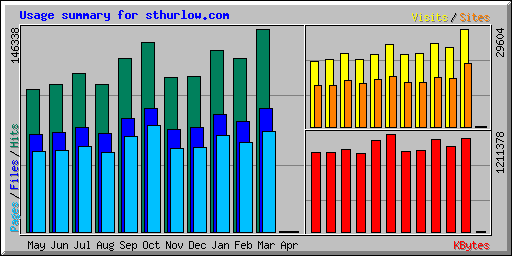 Usage summary for sthurlow.com
Visits / Sites
146338
29604
Pages / Files / Hits
1211378
May Jun Jul Aug Sep Oct Nov Dec Jan Feb Mar Apr
KBytes